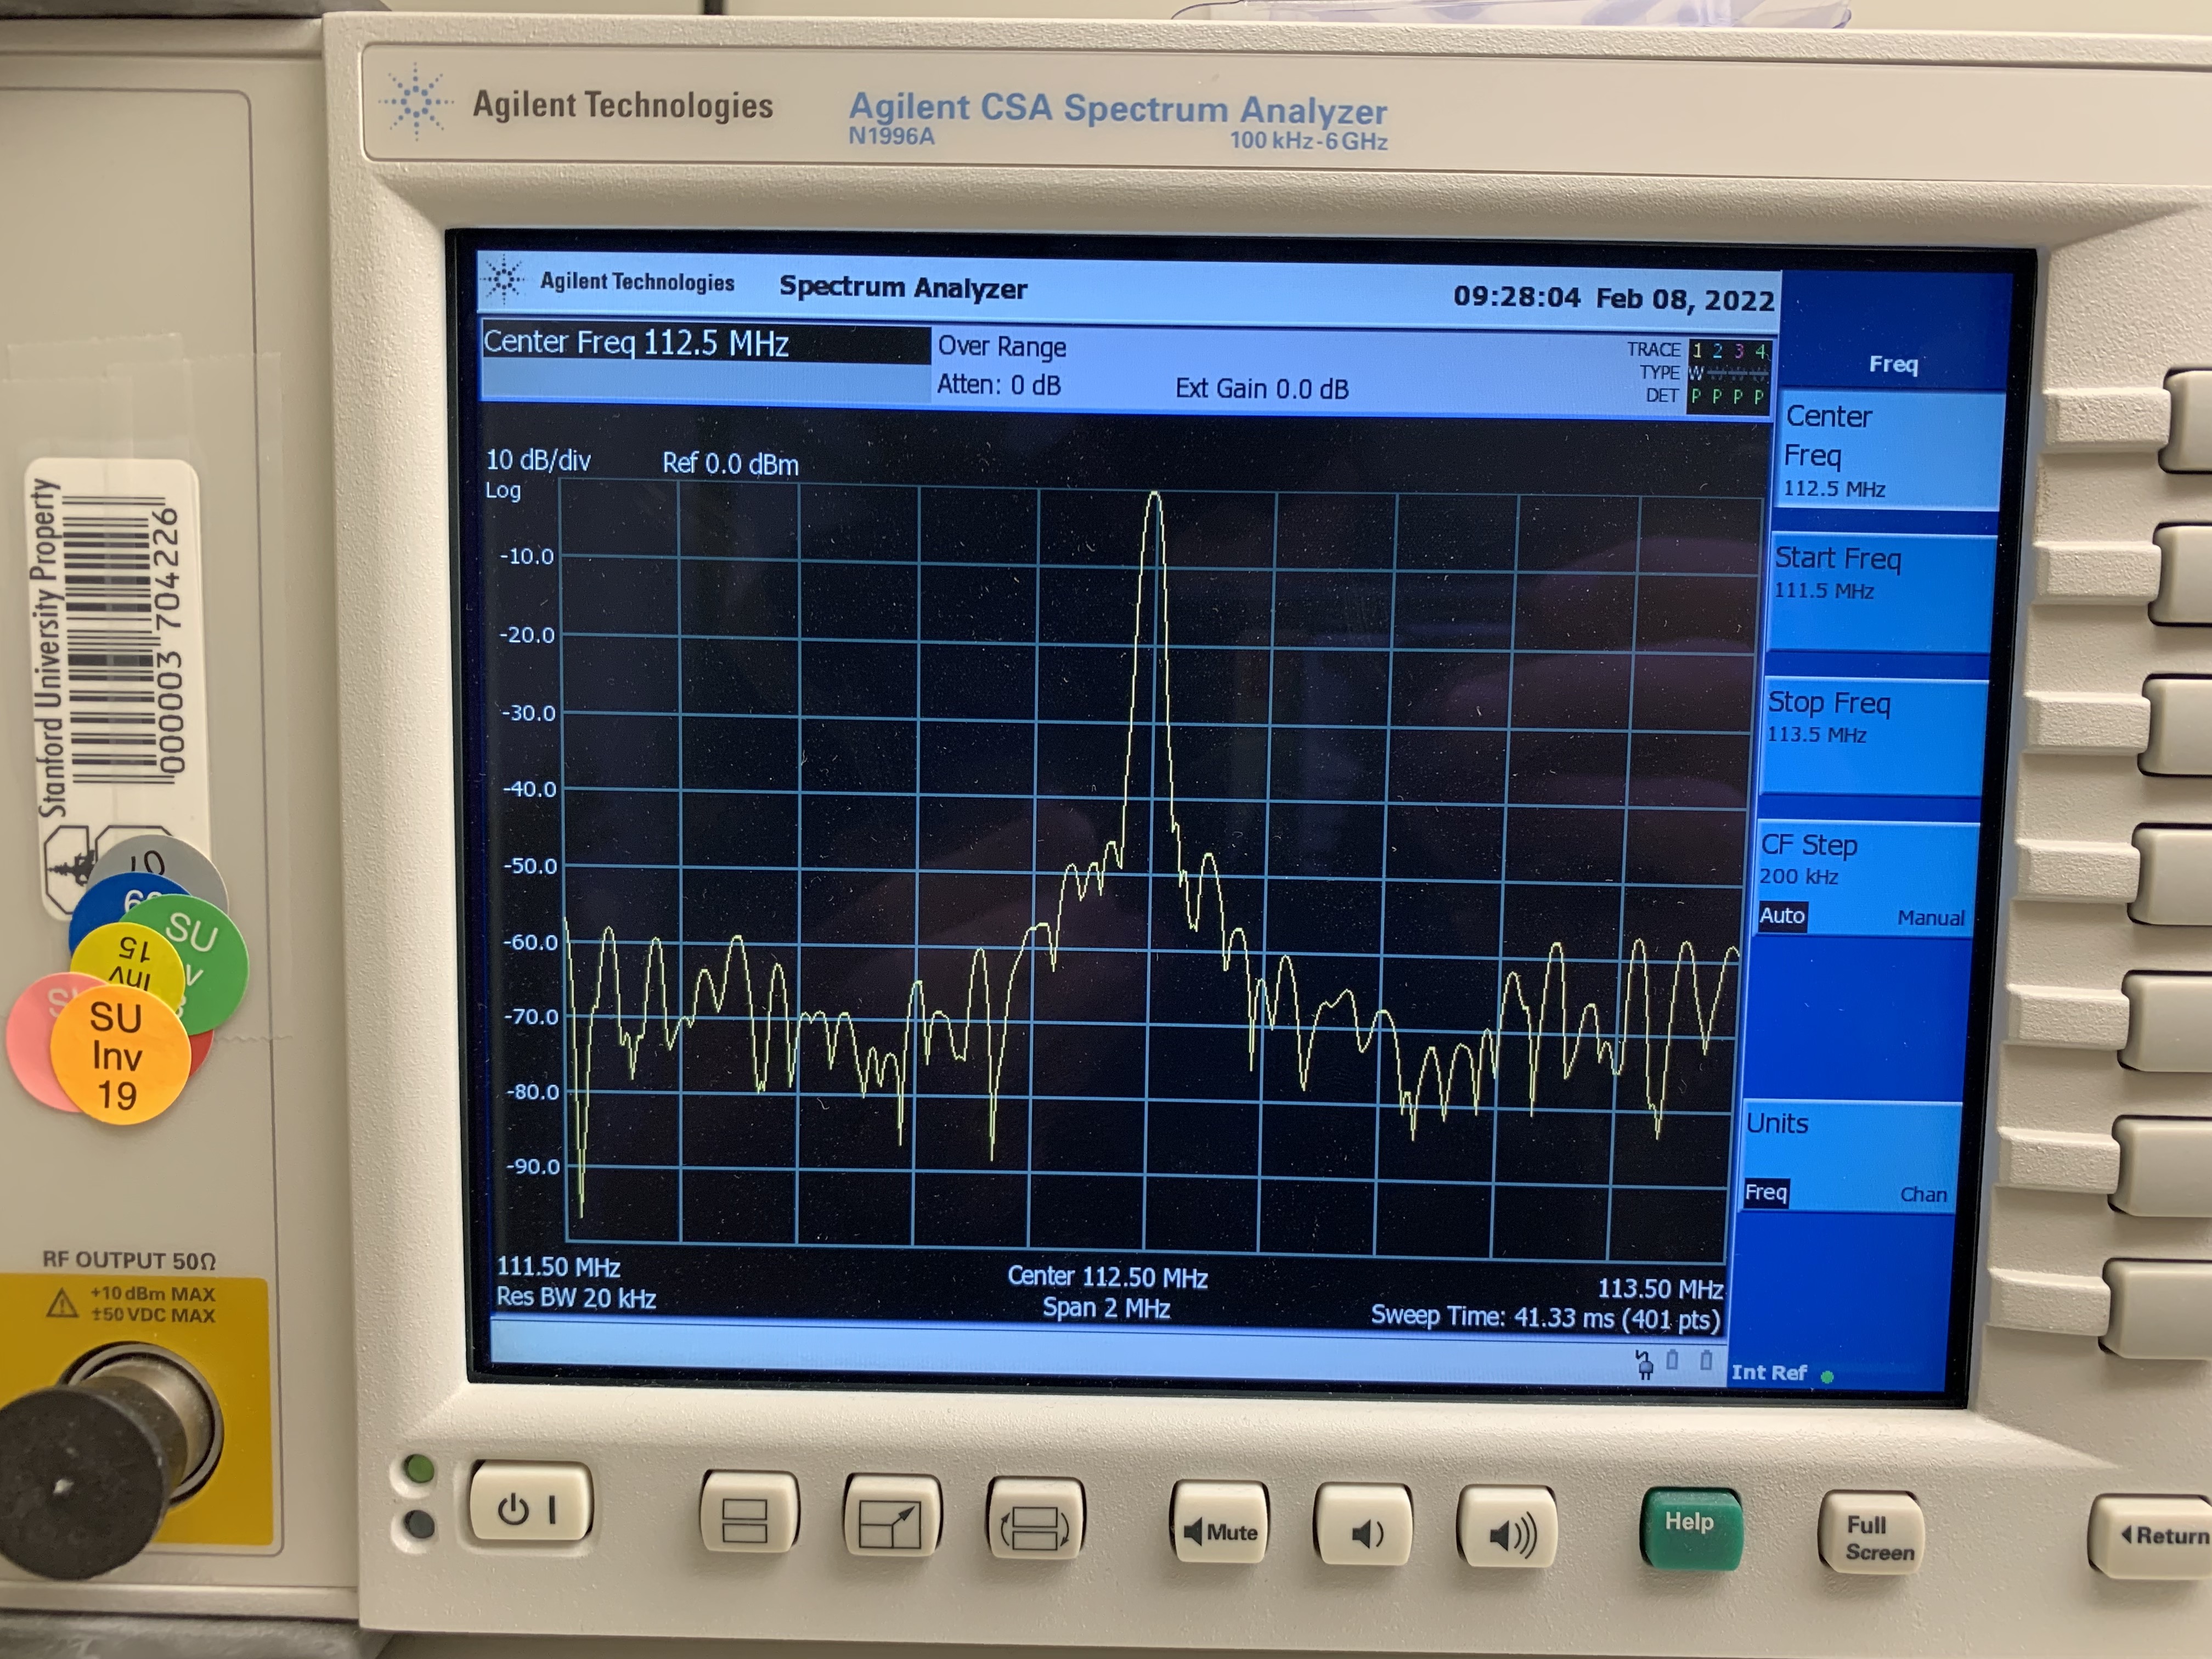 Agilent Technologies
Agilent CSA Spectrum Analyzer
N1996A 100 kHz-6 GHz
Agilent Technologies Spectrum Analyzer 09:28:04 Feb 08, 2022
Center Freq 112.5 MHz
Over Range
Atten: 0 dB Ext Gain 0.0 dB
TRACE 1 2 3 4
TYPE W
DET P P P P
10 dB/div Ref 0.0 dBm
Log
-10.0
-20.0
-30.0
-40.0
-50.0
-60.0
-70.0
-80.0
-90.0
111.50 MHz
Res BW 20 kHz
Center 112.50 MHz
Span 2 MHz
113.50 MHz
Sweep Time: 41.33 ms (401 pts)
Freq
Center
Freq
112.5 MHz
Start Freq
111.5 MHz
Stop Freq
113.5 MHz
CF Step
200 kHz
Auto Manual
Units
Freq Chan
Int Ref
Stanford University Property
000003 704226
10
SU
15
Inv
SU
Inv
19
RF OUTPUT 50Ω
+10 dBm MAX
±50 VDC MAX
Mute
Help
Full
Screen
Return